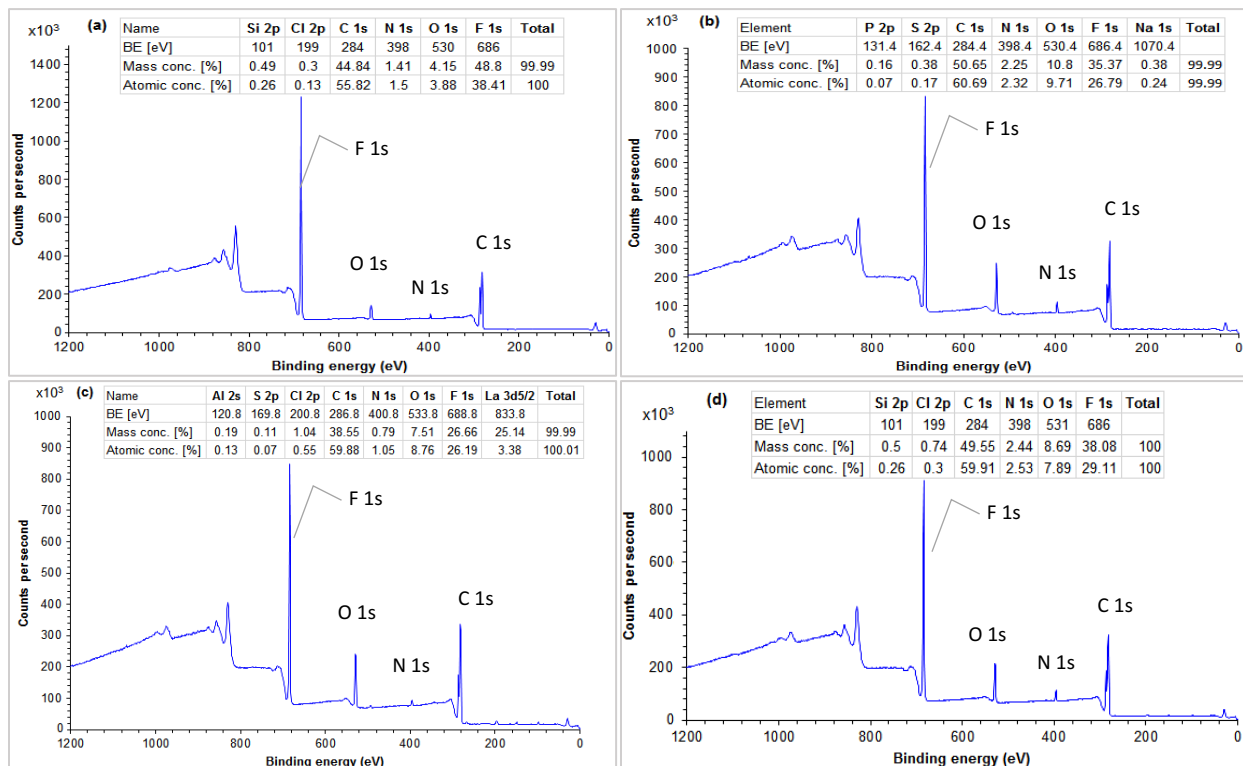 (a)
Name Si 2p Cl 2p C 1s N 1s O 1s F 1s Total
BE [eV] 101 199 284 398 530 686
Mass conc. [%] 0.49 0.3 44.84 1.41 4.15 48.8 99.99
Atomic conc. [%] 0.26 0.13 55.82 1.5 3.88 38.41 100
x10³
1400
1200
1000
800
600
400
200
0
Counts per second
F 1s
O 1s
N 1s
C 1s
1200 1000 800 600 400 200 0
Binding energy (eV)
(b)
Element P 2p S 2p C 1s N 1s O 1s F 1s Na 1s Total
BE [eV] 131.4 162.4 284.4 398.4 530.4 686.4 1070.4
Mass conc. [%] 0.16 0.38 50.65 2.25 10.8 35.37 0.38 99.99
Atomic conc. [%] 0.07 0.17 60.69 2.32 9.71 26.79 0.24 99.99
x10³
1000
900
800
700
600
500
400
300
200
100
0
Counts per second
F 1s
O 1s
N 1s
C 1s
1200 1000 800 600 400 200 0
Binding energy (eV)
(c)
Name Al 2s S 2p Cl 2p C 1s N 1s O 1s F 1s La 3d5/2 Total
BE [eV] 120.8 169.8 200.8 286.8 400.8 533.8 688.8 833.8
Mass conc. [%] 0.19 0.11 1.04 38.55 0.79 7.51 26.66 25.14 99.99
Atomic conc. [%] 0.13 0.07 0.55 59.88 1.05 8.76 26.19 3.38 100.01
x10³
1000
900
800
700
600
500
400
300
200
100
0
Counts per second
F 1s
O 1s
N 1s
C 1s
1200 1000 800 600 400 200 0
Binding energy (eV)
(d)
Element Si 2p Cl 2p C 1s N 1s O 1s F 1s Total
BE [eV] 101 199 284 398 531 686
Mass conc. [%] 0.5 0.74 49.55 2.44 8.69 38.08 100
Atomic conc. [%] 0.26 0.3 59.91 2.53 7.89 29.11 100
x10³
1000
800
600
400
200
0
Counts per second
F 1s
O 1s
N 1s
C 1s
1200 1000 800 600 400 200 0
Binding energy (eV)